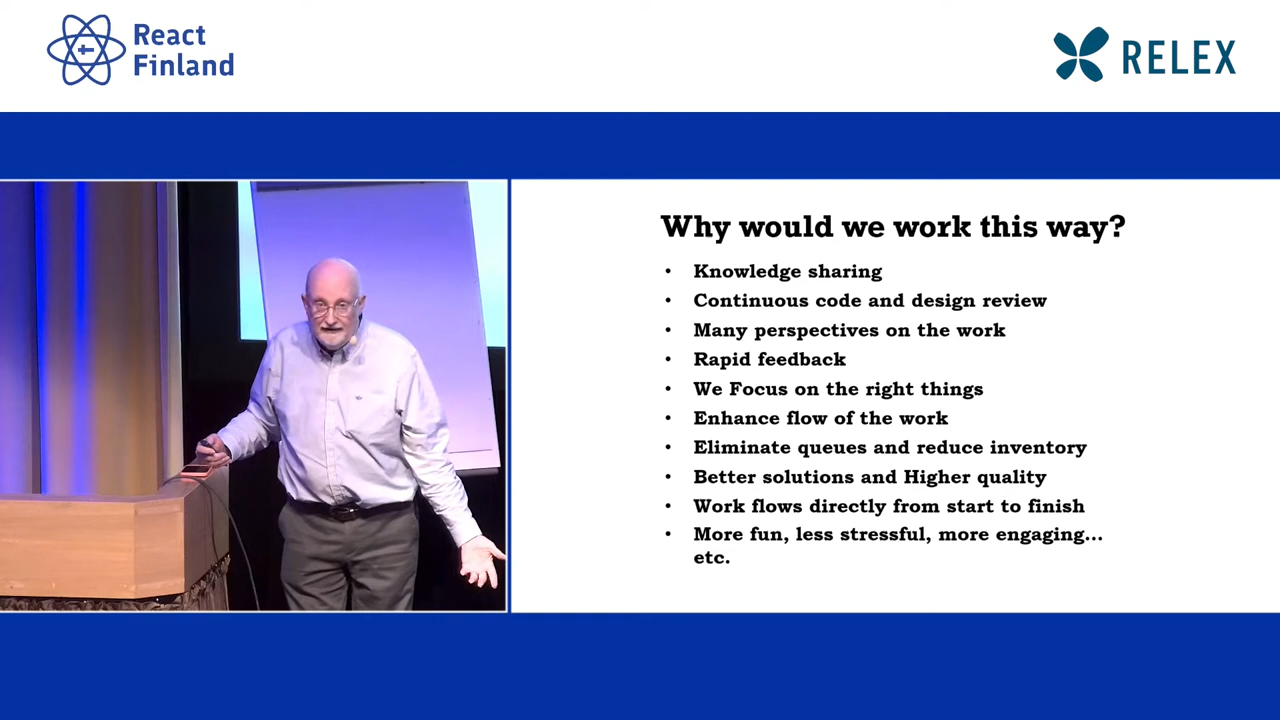 React
Finland
RELEX
Why would we work this way?
• Knowledge sharing
• Continuous code and design review
• Many perspectives on the work
• Rapid feedback
• We Focus on the right things
• Enhance flow of the work
• Eliminate queues and reduce inventory
• Better solutions and Higher quality
• Work flows directly from start to finish
• More fun, less stressful, more engaging...
etc.